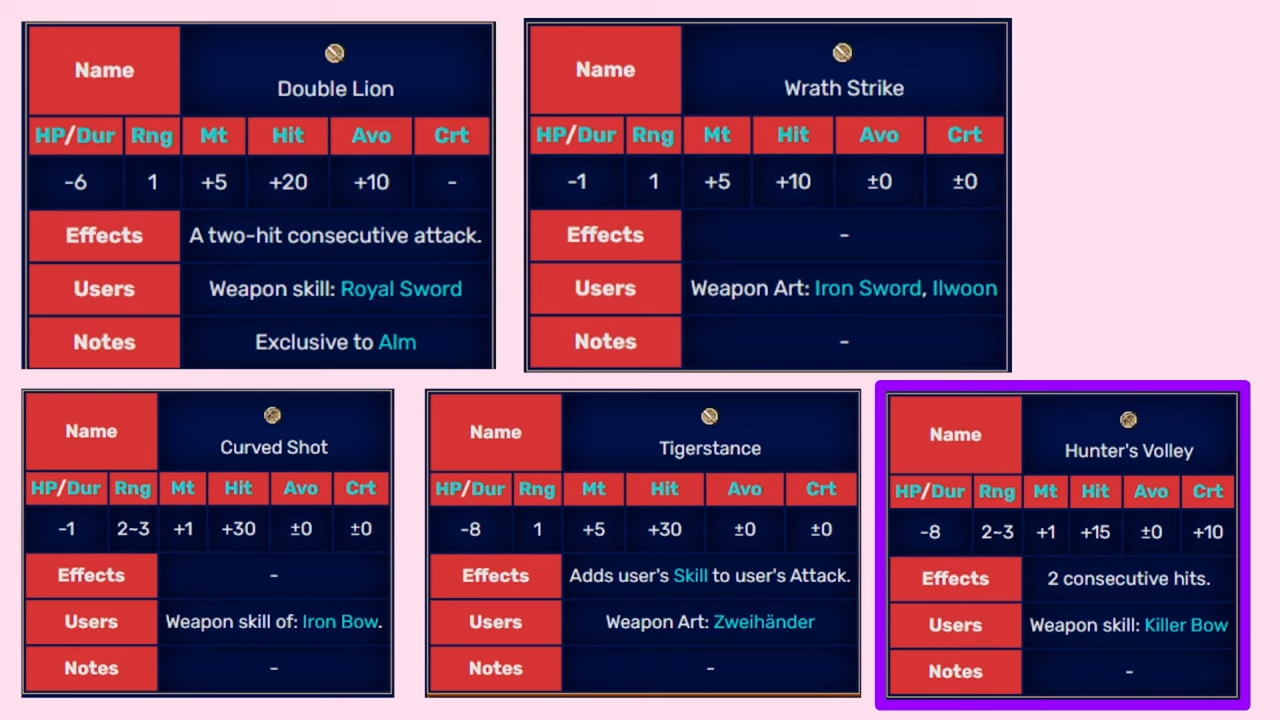 Name
Double Lion
HP/Dur Rng Mt Hit Avo Crt
-6 1 +5 +20 +10 -
Effects A two-hit consecutive attack.
Users Weapon skill: Royal Sword
Notes Exclusive to Alm
Name
Wrath Strike
HP/Dur Rng Mt Hit Avo Crt
-1 1 +5 +10 ±0 ±0
Effects -
Users Weapon Art: Iron Sword, Ilwoon
Notes -
Name
Curved Shot
HP/Dur Rng Mt Hit Avo Crt
-1 2~3 +1 +30 ±0 ±0
Effects -
Users Weapon skill of: Iron Bow.
Notes -
Name
Tigerstance
HP/Dur Rng Mt Hit Avo Crt
-8 1 +5 +30 ±0 ±0
Effects Adds user's Skill to user's Attack.
Users Weapon Art: Zweihänder
Notes -
Name
Hunter's Volley
HP/Dur Rng Mt Hit Avo Crt
-8 2~3 +1 +15 ±0 +10
Effects 2 consecutive hits.
Users Weapon skill: Killer Bow
Notes -